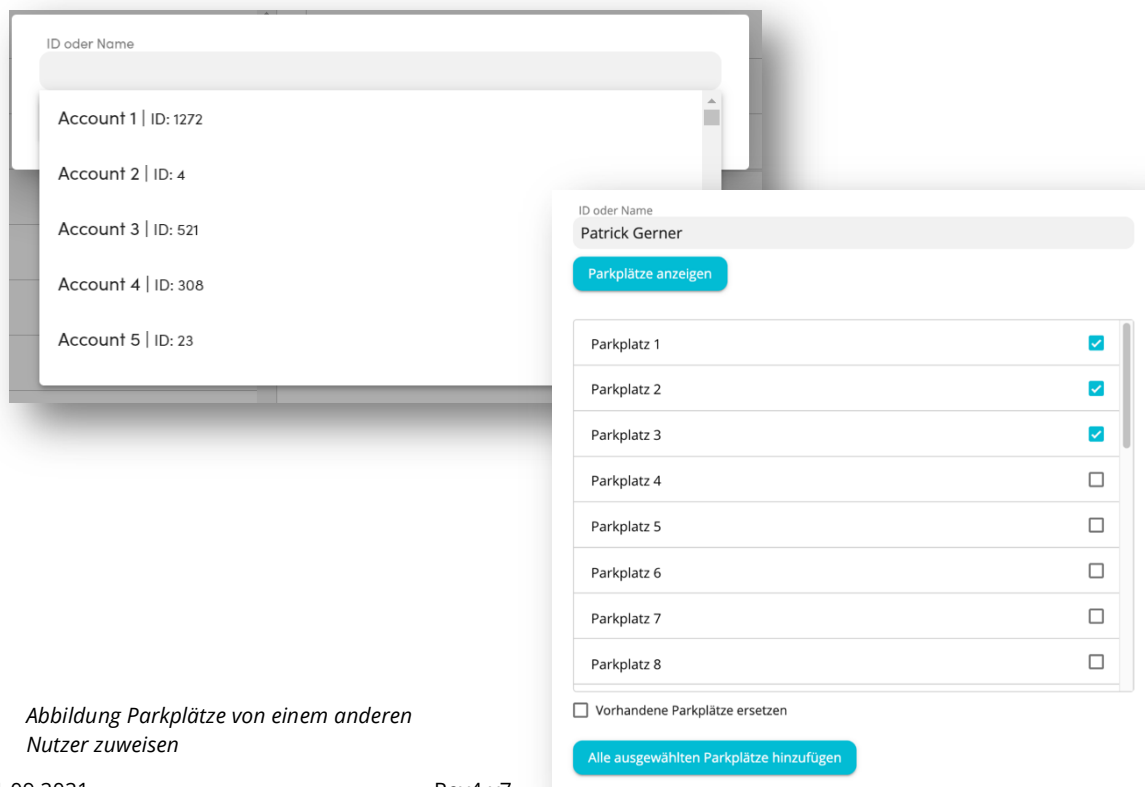 ID oder Name
Account 1 | ID: 1272
Account 2 | ID: 4
Account 3 | ID: 521
Account 4 | ID: 308
Account 5 | ID: 23
ID oder Name
Patrick Gerner
Parkplätze anzeigen
Parkplatz 1
Parkplatz 2
Parkplatz 3
Parkplatz 4
Parkplatz 5
Parkplatz 6
Parkplatz 7
Parkplatz 8
Vorhandene Parkplätze ersetzen
Alle ausgewählten Parkplätze hinzufügen
Abbildung Parkplätze von einem anderen
Nutzer zuweisen